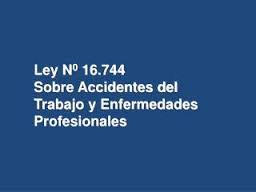 Ley Nº 16.744
Sobre Accidentes del
Trabajo y Enfermedades
Profesionales